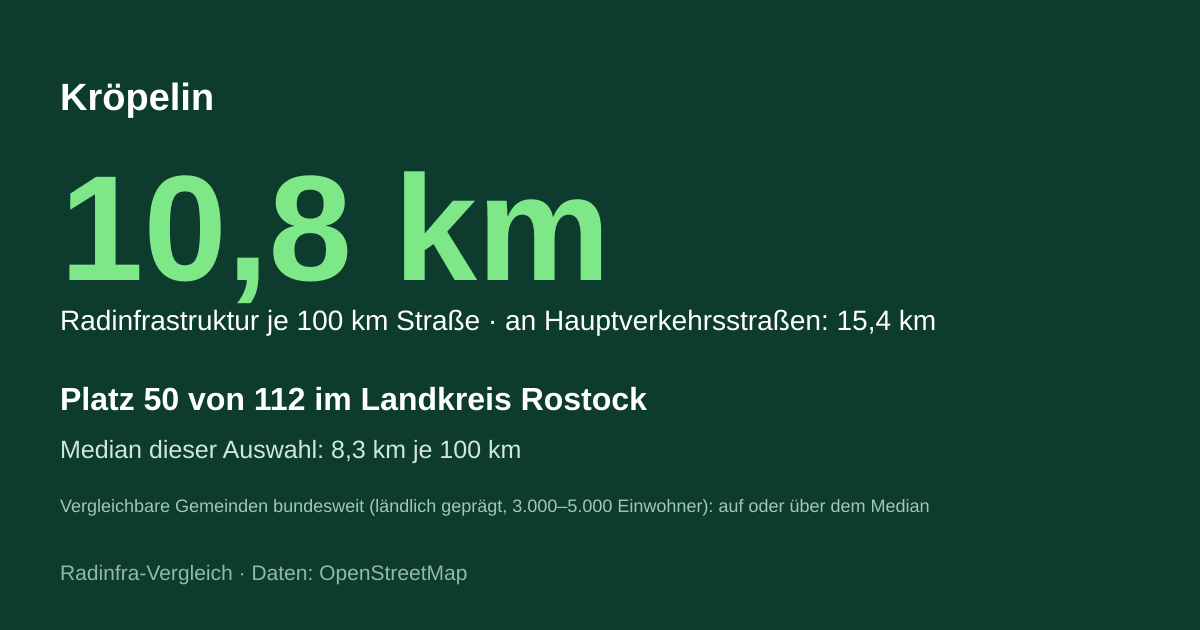 Kröpelin
10,8 km
Radinfrastruktur je 100 km Straße · an Hauptverkehrsstraßen: 15,4 km
Platz 50 von 112 im Landkreis Rostock
Median dieser Auswahl: 8,3 km je 100 km
Vergleichbare Gemeinden bundesweit (ländlich geprägt, 3.000–5.000 Einwohner): auf oder über dem Median
Radinfra-Vergleich · Daten: OpenStreetMap